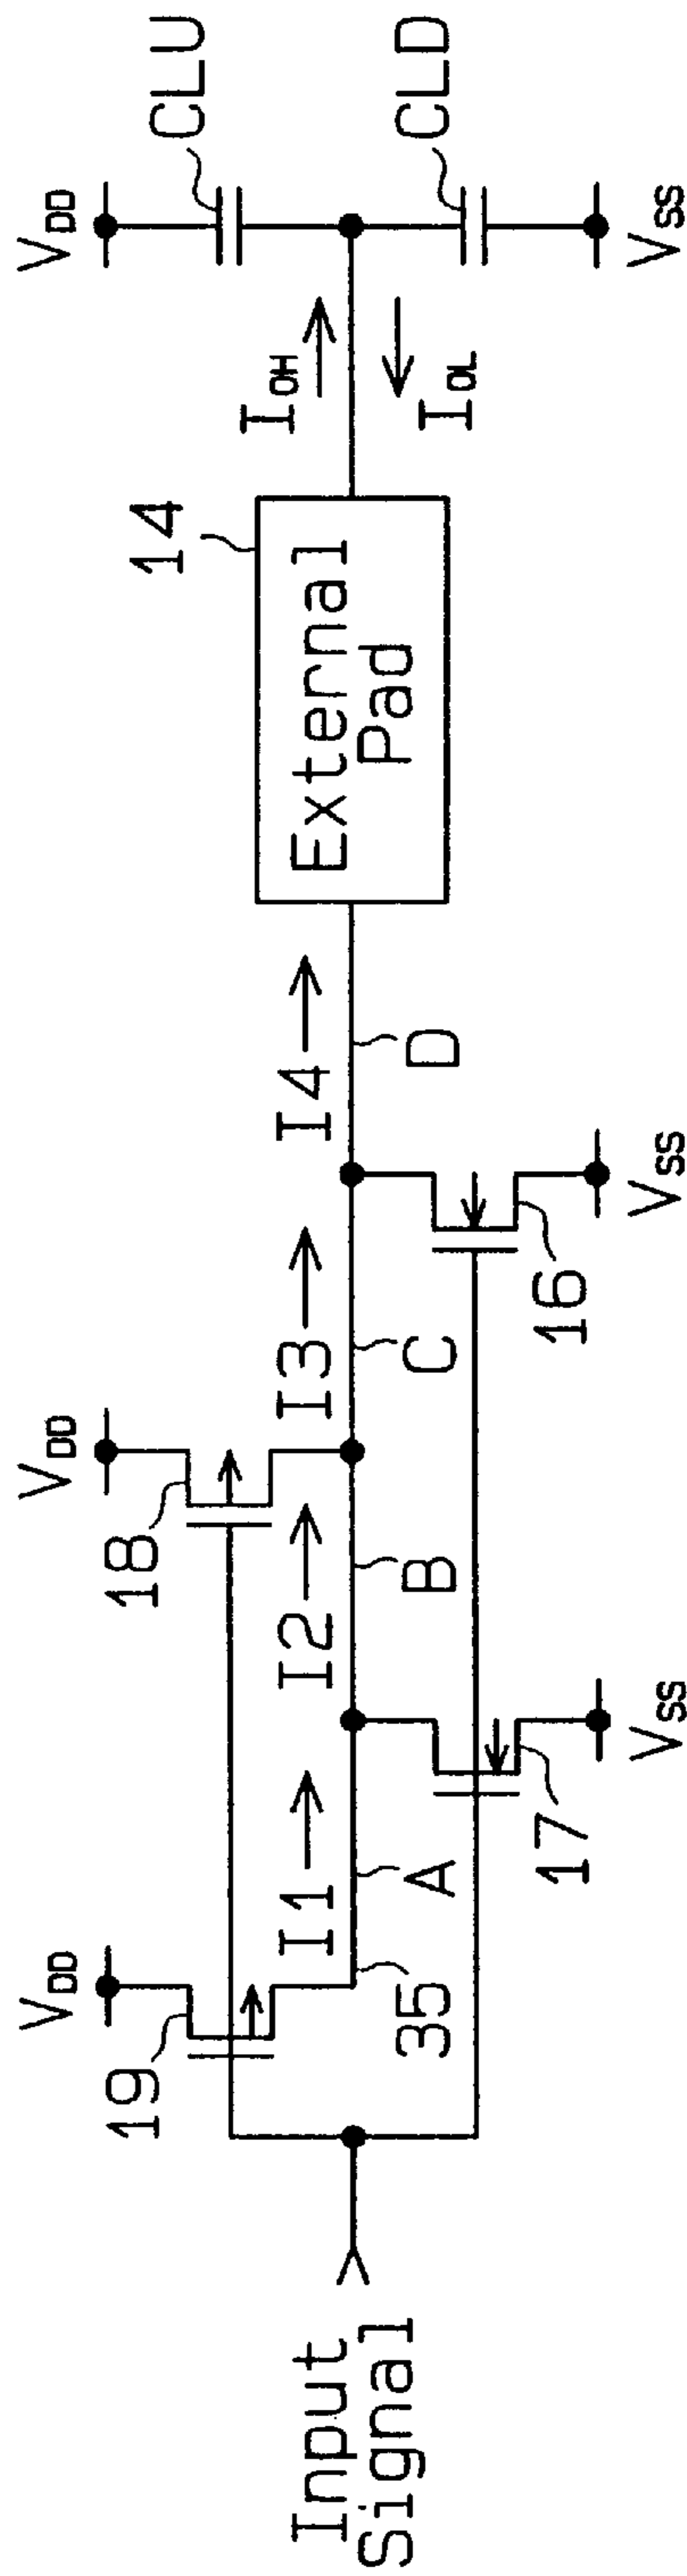 Input
Signal
19
VDD
35
A
I1
17
VSS
I2
B
18
VDD
I3
C
16
VSS
I4
D
External
Pad
14
IOH
IOL
VDD
CLU
CLD
VSS